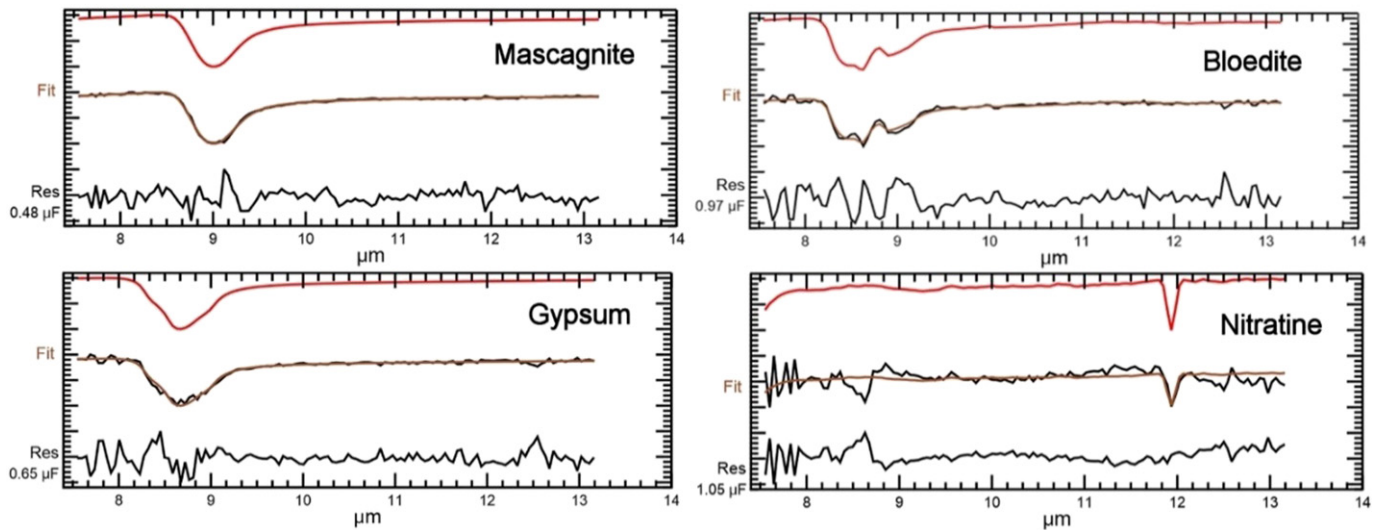 Mascagnite
Fit
Res
0.48 µF
8 9 10 11 12 13 14
µm
Bloedite
Fit
Res
0.97 µF
8 9 10 11 12 13 14
µm
Gypsum
Fit
Res
0.65 µF
8 9 10 11 12 13 14
µm
Nitratine
Fit
Res
1.05 µF
8 9 10 11 12 13 14
µm